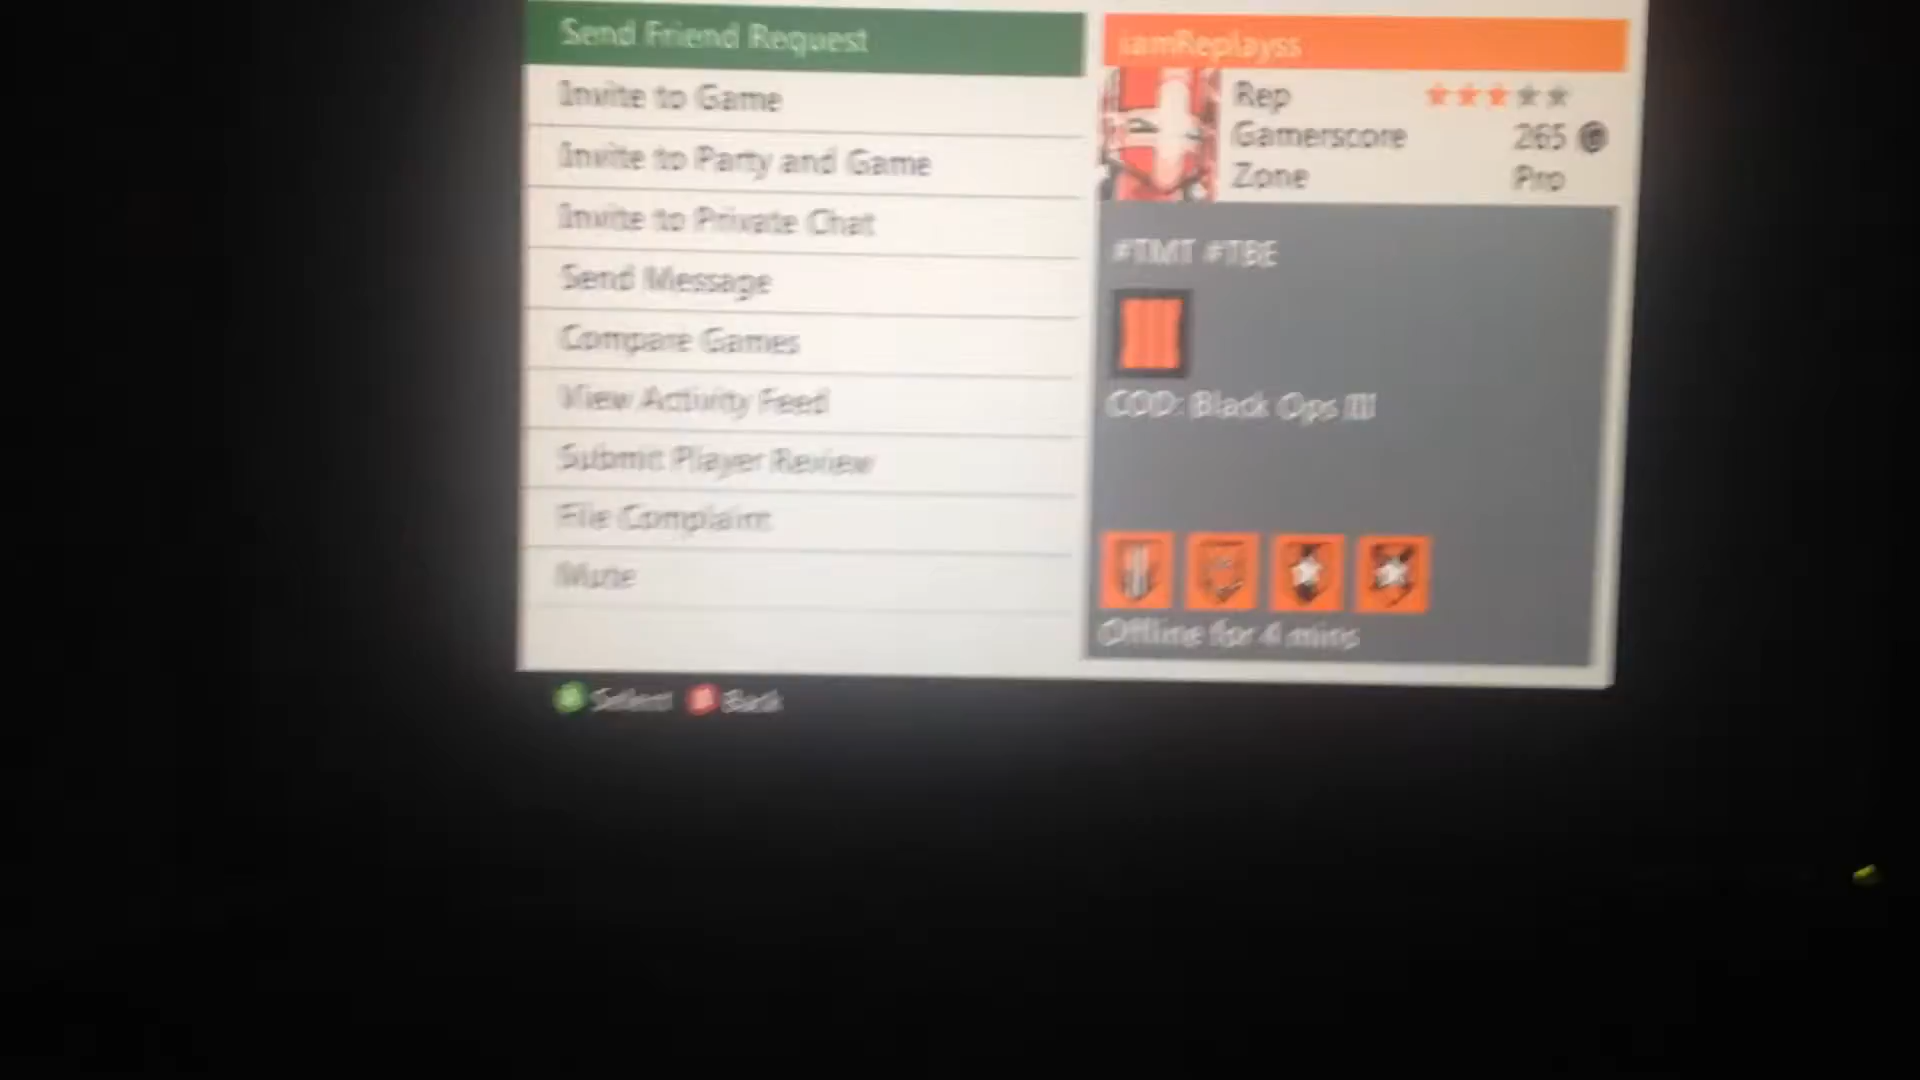 Send Friend Request
Invite to Game
Invite to Party and Game
Invite to Private Chat
Send Message
Compare Games
View Activity Feed
Submit Player Review
File Complaint
Mute
Select Back
iamReplayss
Rep
Gamerscore 265 G
Zone Pro
#TMT #TBE
COD: Black Ops III
Offline for 4 mins